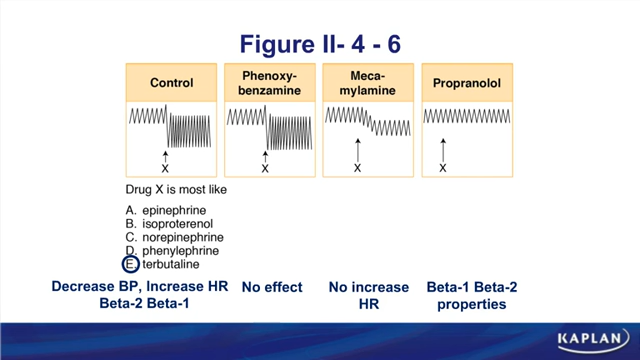 Figure II- 4 - 6
Control
Phenoxy-
benzamine
Meca-
mylamine
Propranolol
X
X
X
X
Drug X is most like
A. epinephrine
B. isoproterenol
C. norepinephrine
D. phenylephrine
E. terbutaline
Decrease BP, Increase HR
Beta-2 Beta-1
No effect
No increase
HR
Beta-1 Beta-2
properties
KAPLAN